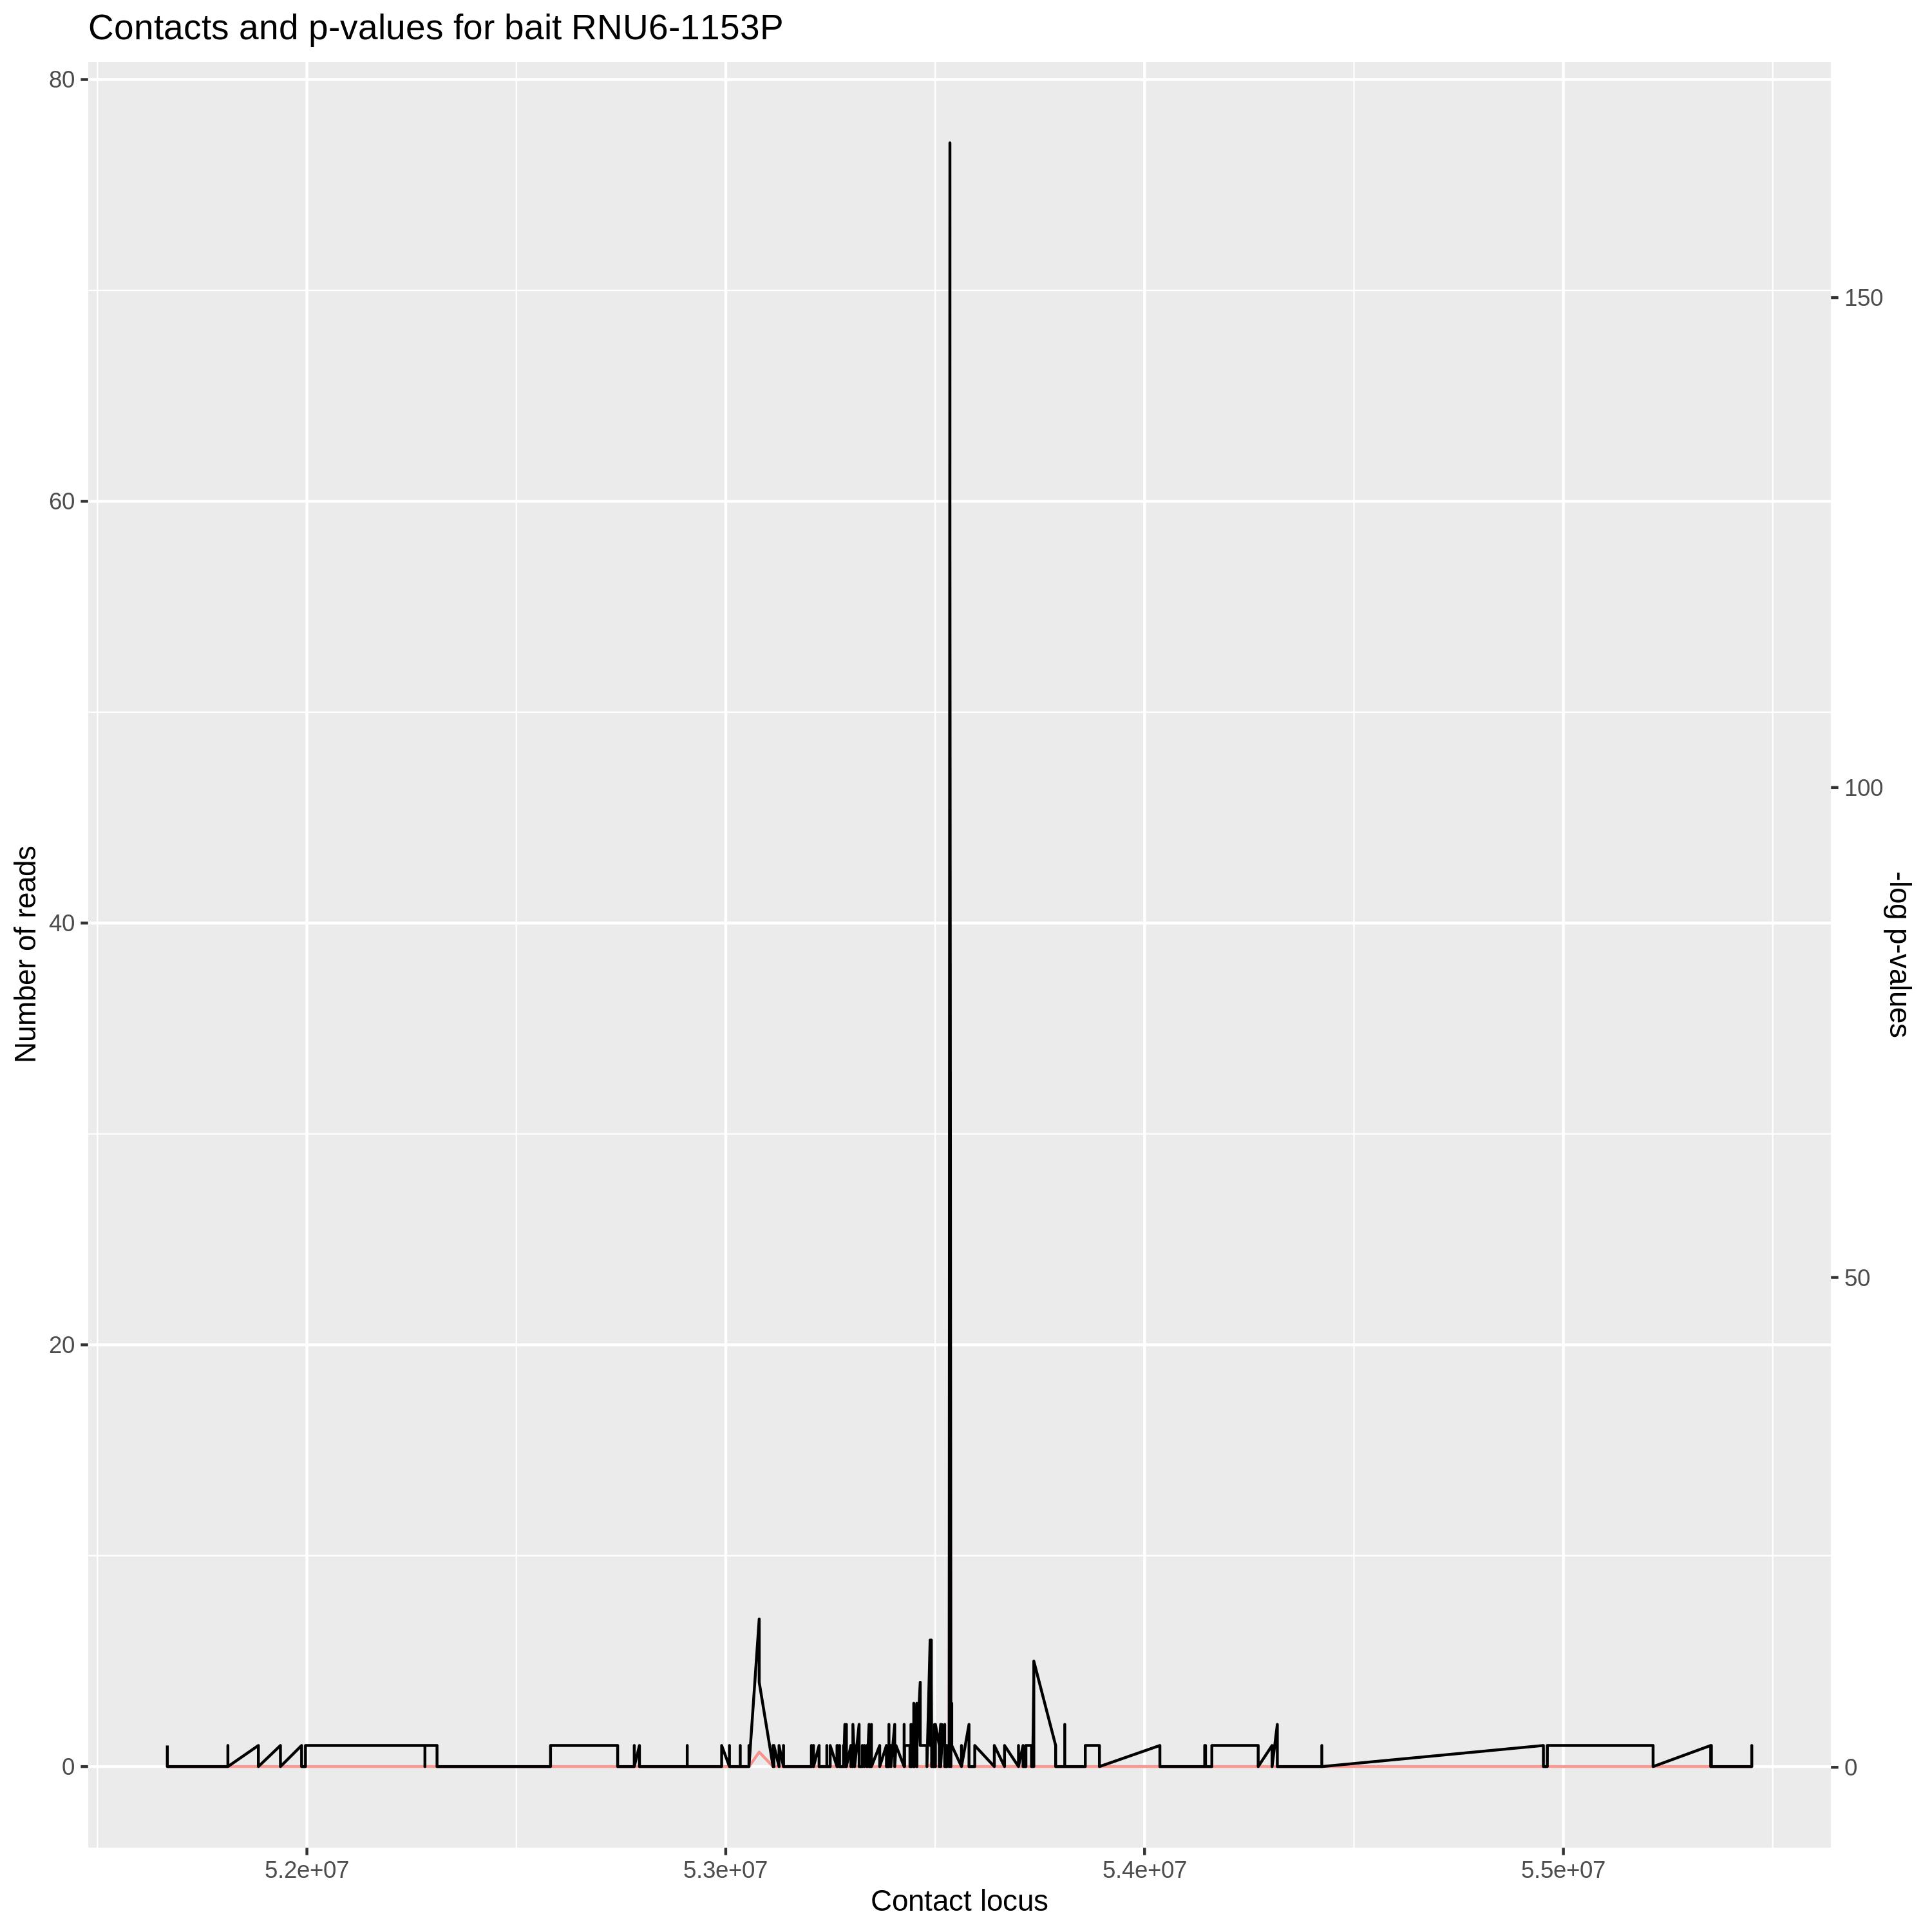 Contacts and p-values for bait RNU6-1153P
80
60
40
20
0
150
100
50
0
Number of reads
-log p-values
5.2e+07
5.3e+07
5.4e+07
5.5e+07
Contact locus